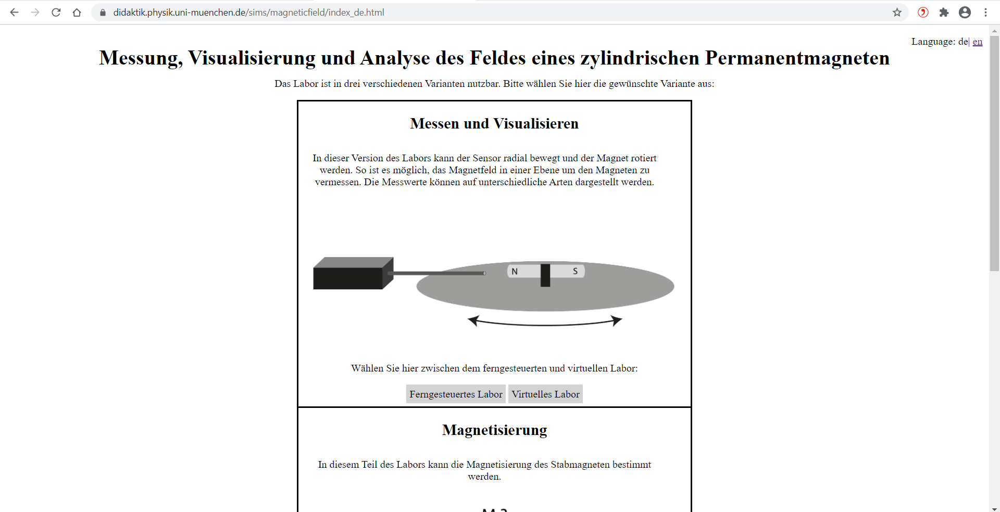 didaktik.physik.uni-muenchen.de/sims/magneticfield/index_de.html
Language: de| en
Messung, Visualisierung und Analyse des Feldes eines zylindrischen Permanentmagneten
Das Labor ist in drei verschiedenen Varianten nutzbar. Bitte wählen Sie hier die gewünschte Variante aus:
Messen und Visualisieren
In dieser Version des Labors kann der Sensor radial bewegt und der Magnet rotiert
werden. So ist es möglich, das Magnetfeld in einer Ebene um den Magneten zu
vermessen. Die Messwerte können auf unterschiedliche Arten dargestellt werden.
N S
Wählen Sie hier zwischen dem ferngesteuerten und virtuellen Labor:
Ferngesteuertes Labor Virtuelles Labor
Magnetisierung
In diesem Teil des Labors kann die Magnetisierung des Stabmagneten bestimmt
werden.